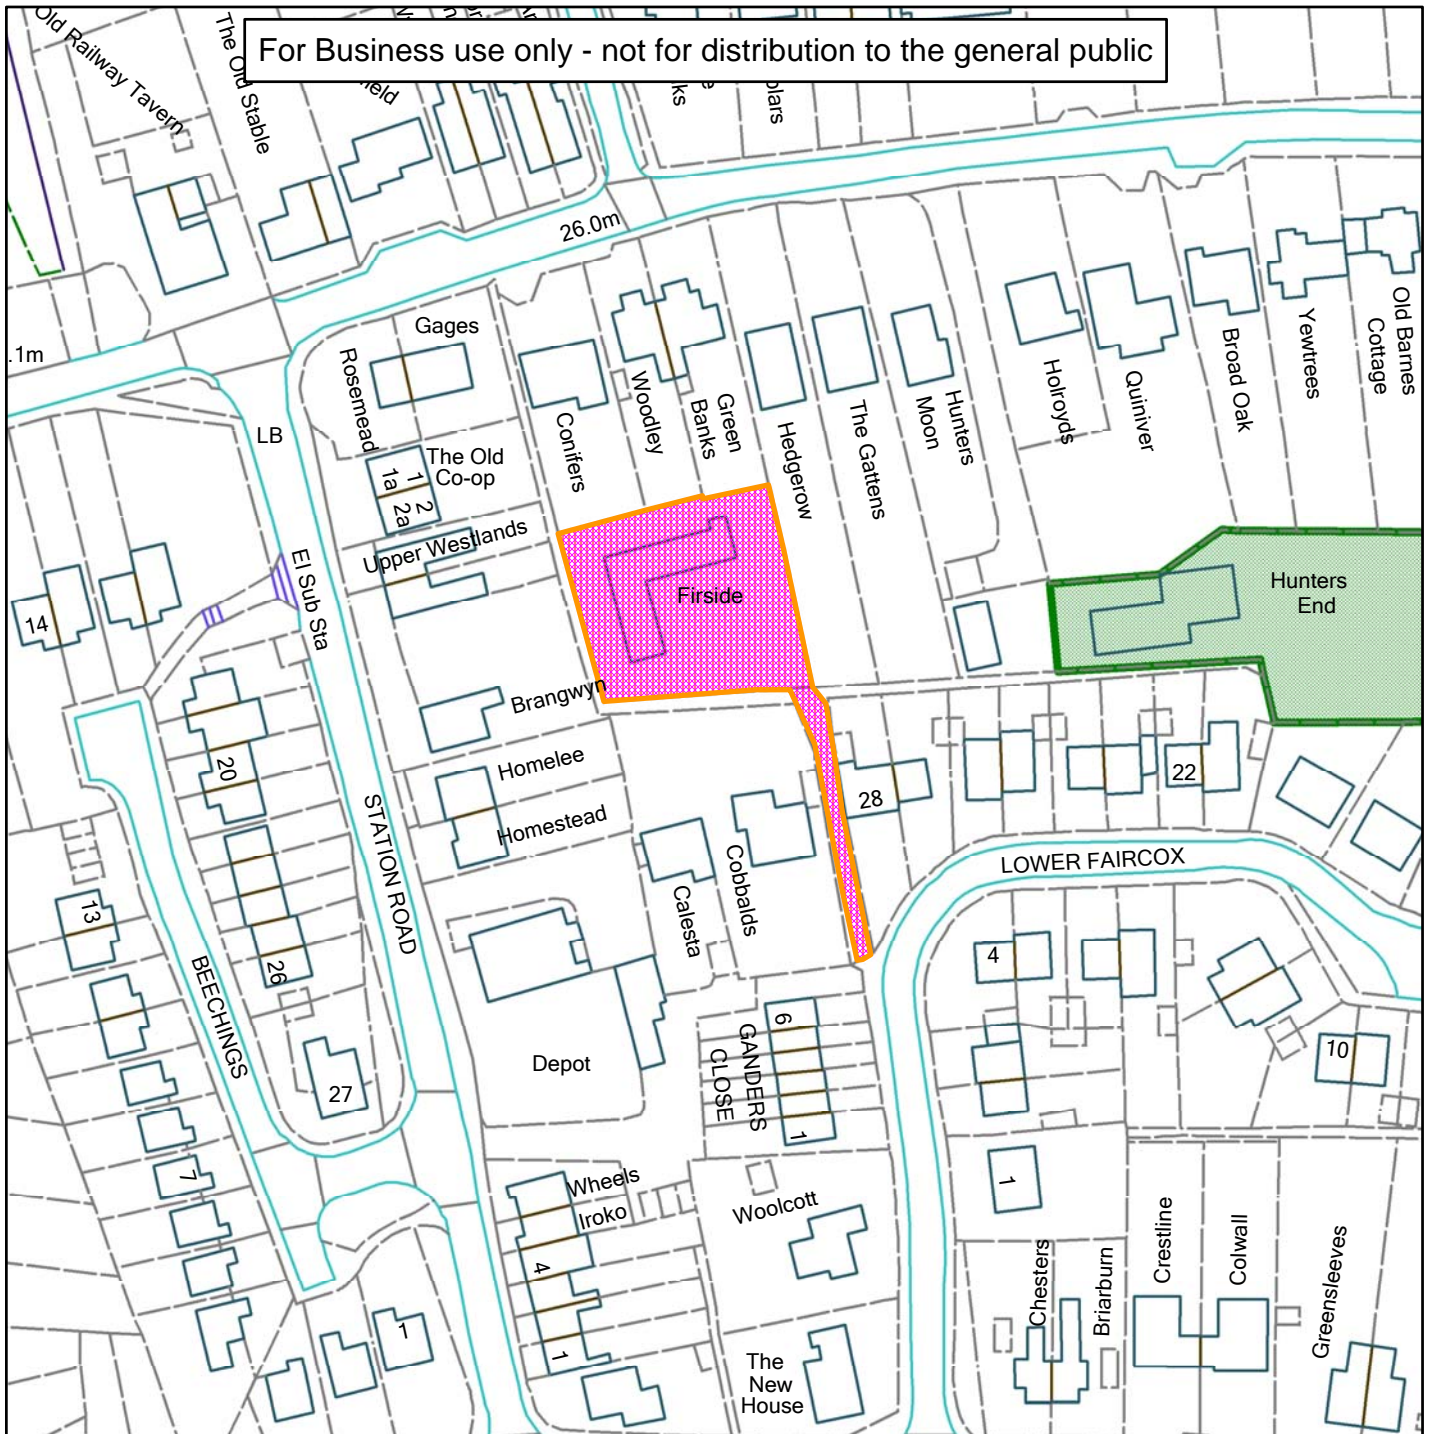 For Business use only - not for distribution to the general public
Old Railway Tavern
The Old Stable
26.0m
.1m
Gages
Rosemead
LB
The Old
Co-op
1a
1
2a
2
Upper Westlands
El Sub Sta
Conifers
Woodley
Green
Banks
Hedgerow
The Gattens
Hunters
Moon
Holroyds
Quiniver
Broad Oak
Yewtrees
Old Barnes
Cottage
14
Firside
Hunters
End
Brangwyn
Homelee
Homestead
20
STATION ROAD
28
22
LOWER FAIRCOX
Cobbalds
Calesta
13
26
BEECHINGS
27
Depot
GANDERS
CLOSE
6
1
4
10
7
1
Wheels
Iroko
4
1
Woolcott
The
New
House
1
Chesters
Briarburn
Crestline
Colwall
Greensleeves